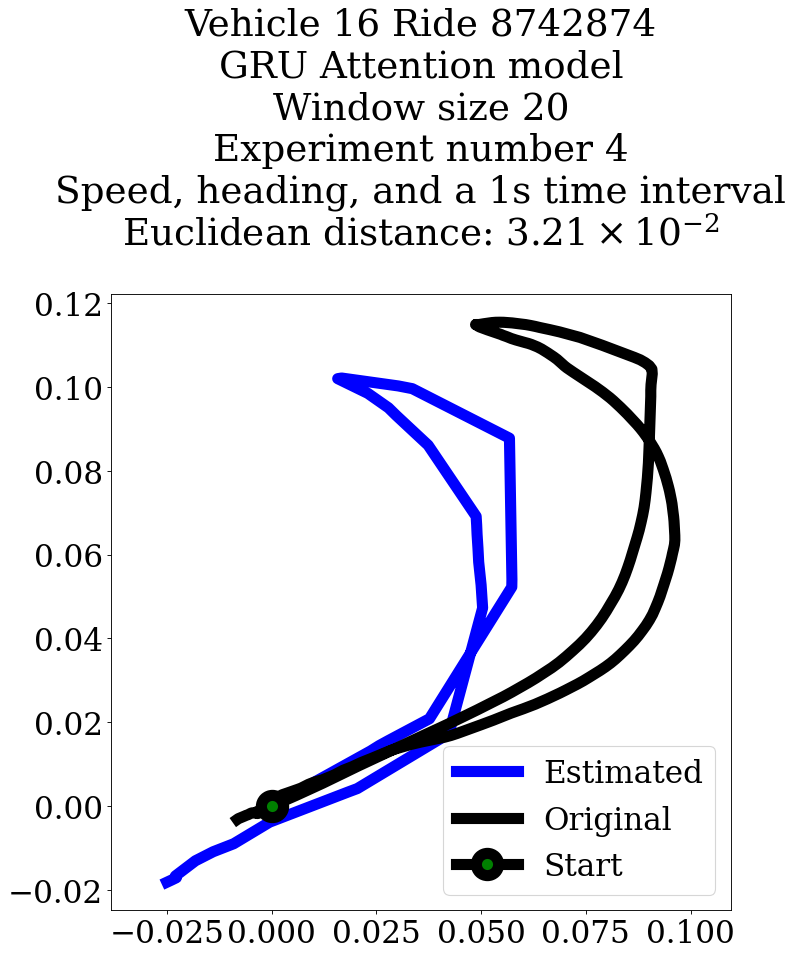 Vehicle 16 Ride 8742874
GRU Attention model
Window size 20
Experiment number 4
Speed, heading, and a 1s time interval
Euclidean distance: 3.21 × 10⁻²
0.12
0.10
0.08
0.06
0.04
0.02
0.00
−0.02
Estimated
Original
Start
−0.025 0.000 0.025 0.050 0.075 0.100